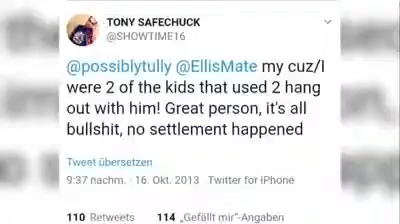 TONY SAFECHUCK
@SHOWTIME16
@possiblytully @EllisMate my cuz/I
were 2 of the kids that used 2 hang
out with him! Great person, it's all
bullshit, no settlement happened
Tweet übersetzen
9:37 nachm. · 16. Okt. 2013 · Twitter for iPhone
110 Retweets 114 „Gefällt mir"-Angaben